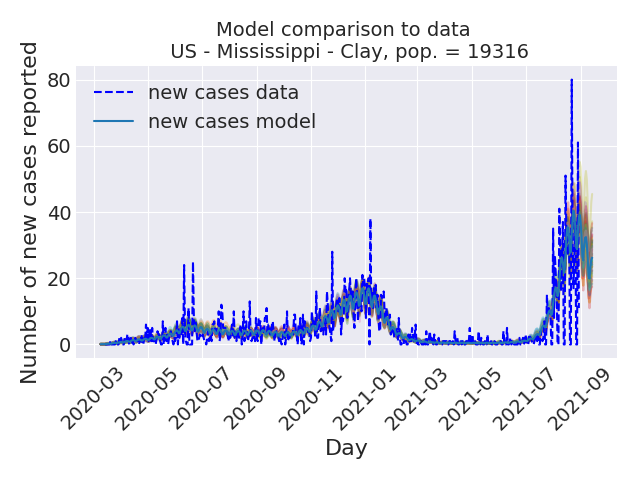 Model comparison to data
US - Mississippi - Clay, pop. = 19316
Number of new cases reported
80
60
40
20
0
new cases data
new cases model
2020-03
2020-05
2020-07
2020-09
2020-11
2021-01
2021-03
2021-05
2021-07
2021-09
Day